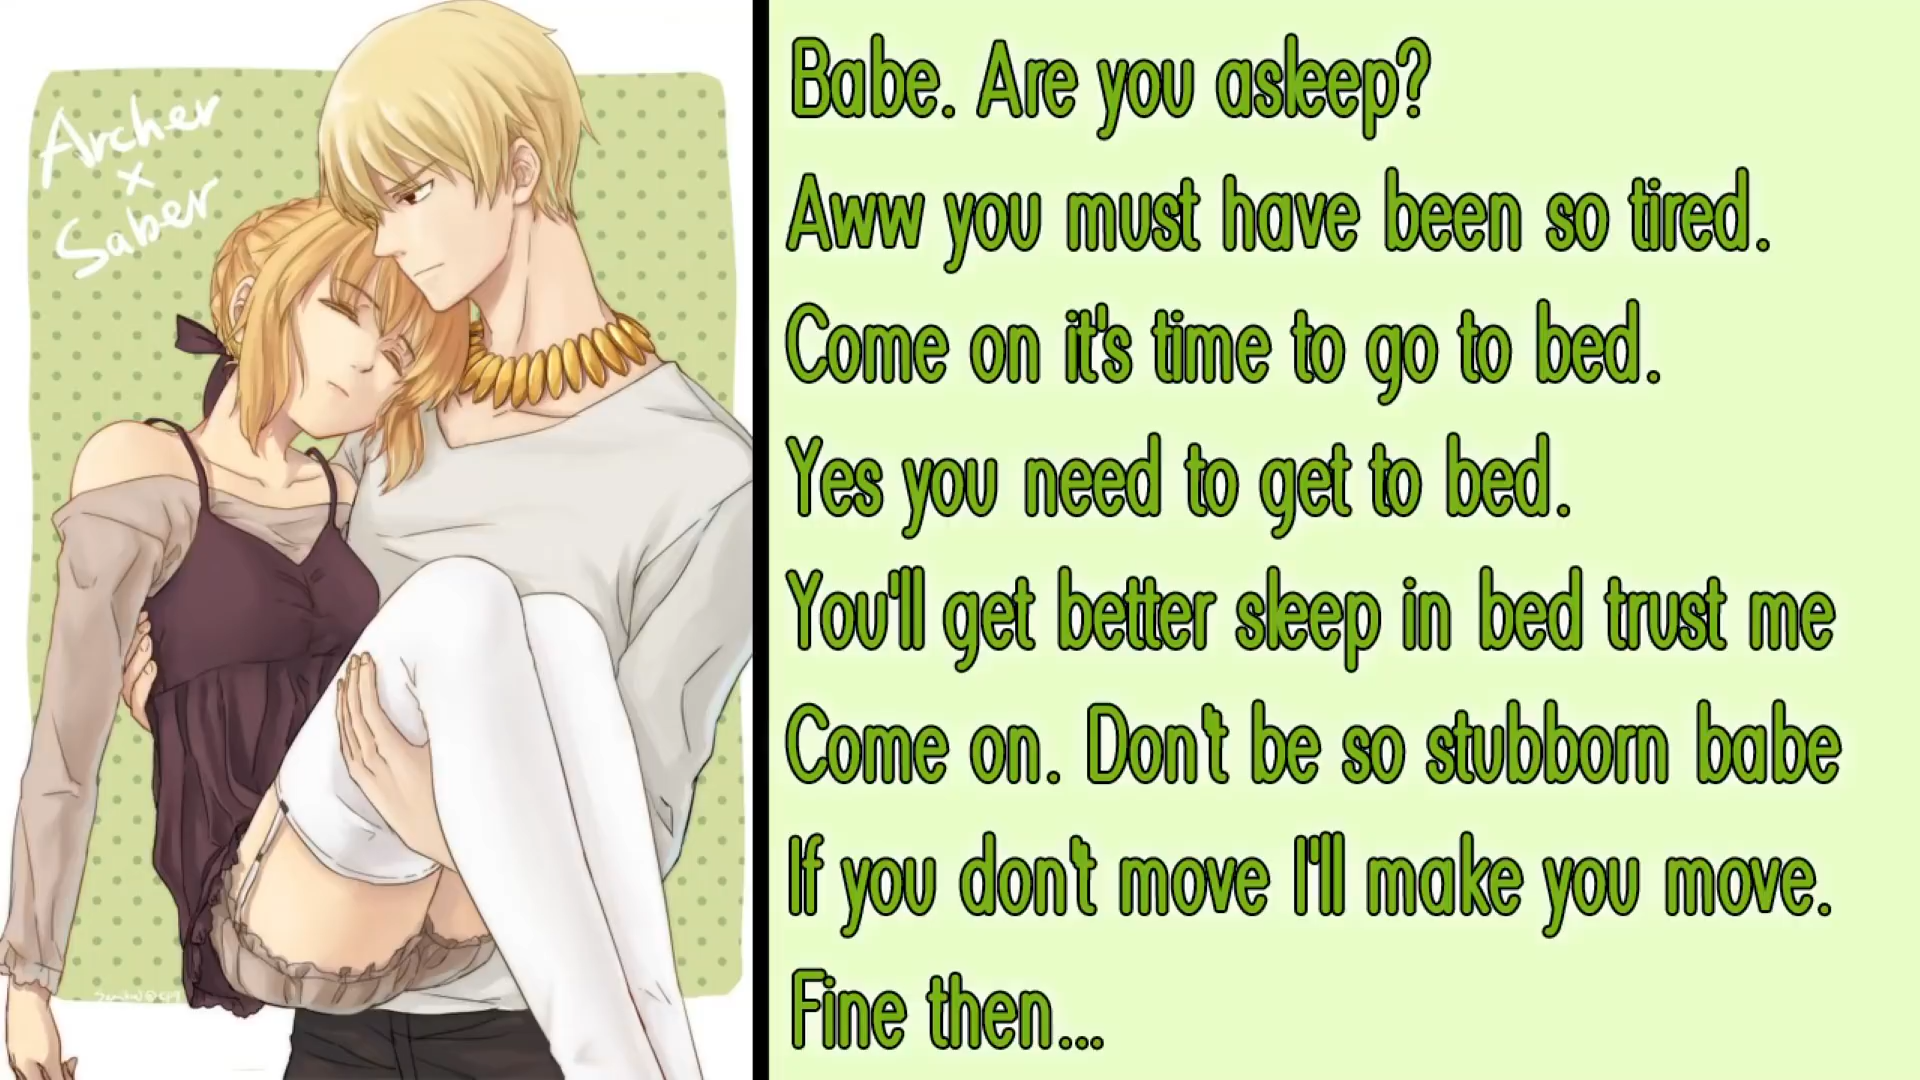 Archer
x
Saber
Babe. Are you asleep?
Aww you must have been so tired.
Come on it's time to go to bed.
Yes you need to get to bed.
You'll get better sleep in bed trust me
Come on. Don't be so stubborn babe
If you don't move I'll make you move.
Fine then...